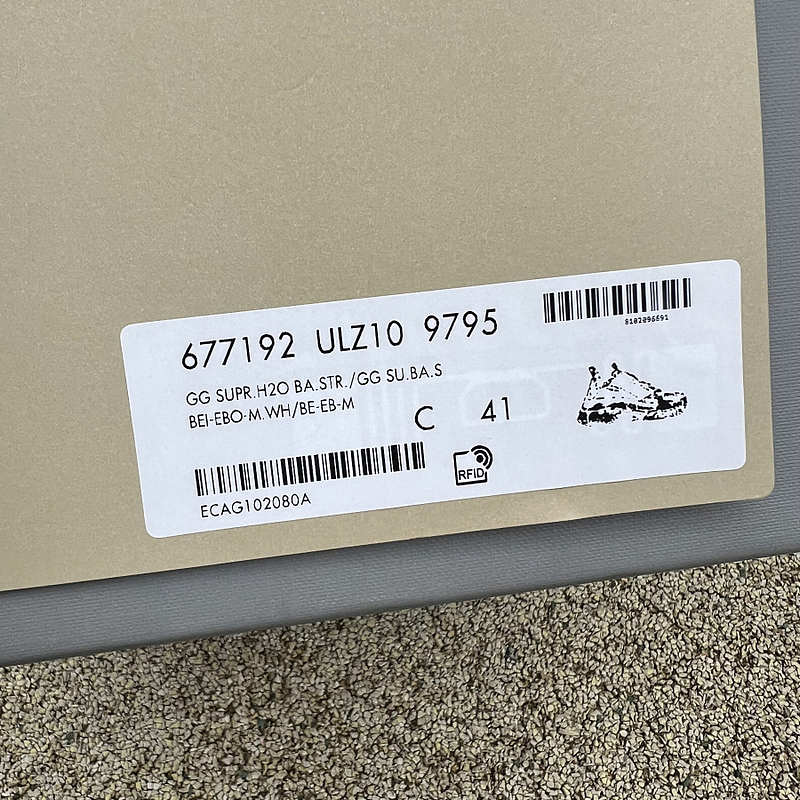 677192 ULZ10 9795
8102096691
GG SUPR.H2O BA.STR./GG SU.BA.S
BEI-EBO-M.WH/BE-EB-M
C 41
RFID
ECAG102080A